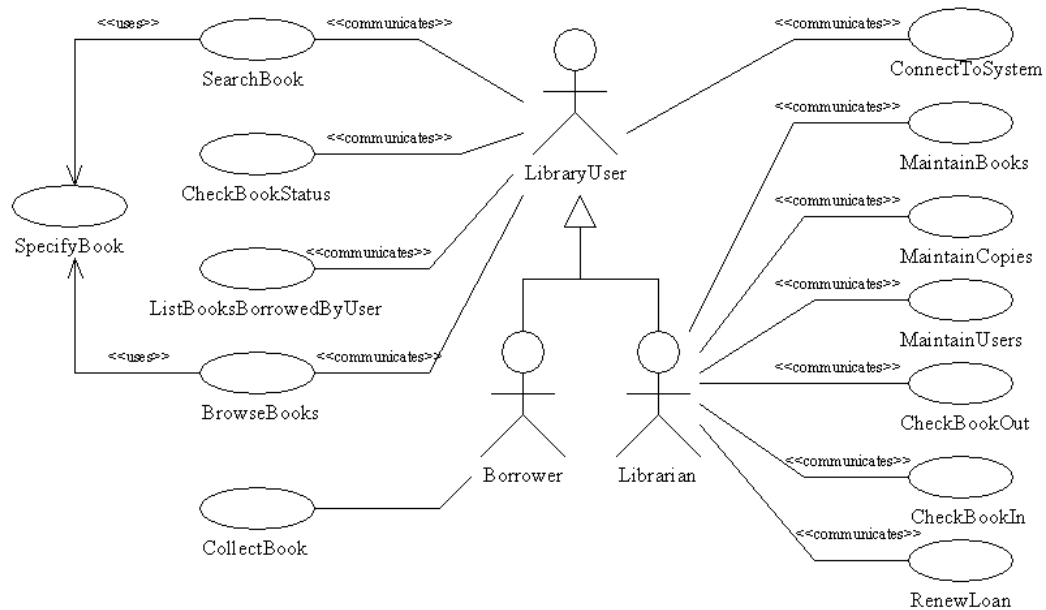 <<uses>>
<<communicates>>
<<communicates>>
SearchBook
ConnectToSystem
<<communicates>>
<<communicates>>
CheckBookStatus
LibraryUser
MaintainBooks
<<communicates>>
SpecifyBook
<<communicates>>
MaintainCopies
ListBooksBorrowedByUser
<<communicates>>
MaintainUsers
<<uses>>
<<communicates>>
<<communicates>>
BrowseBooks
CheckBookOut
<<communicates>>
Borrower
Librarian
CheckBookIn
<<communicates>>
CollectBook
RenewLoan